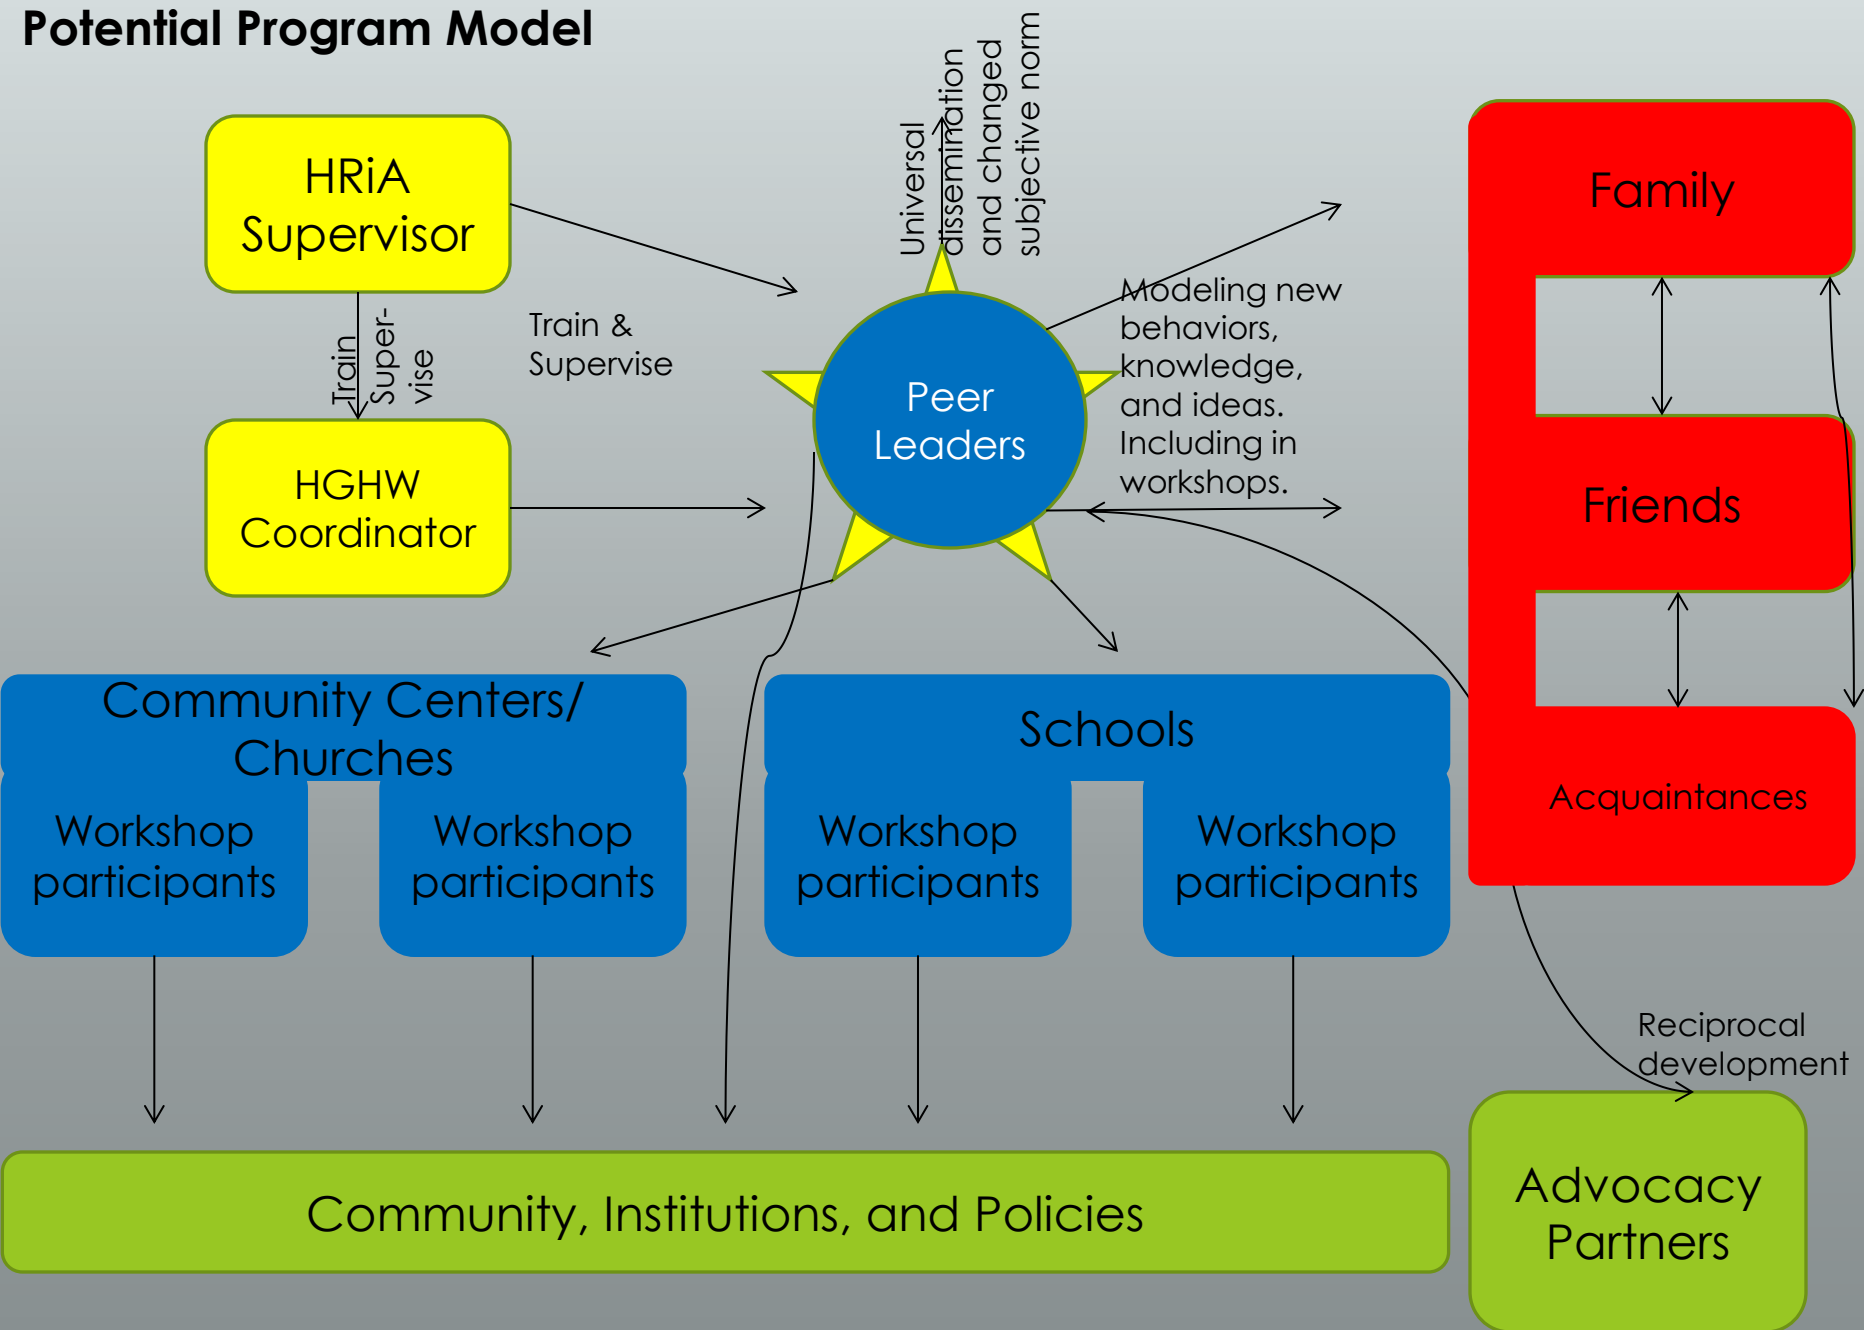 Potential Program Model
HRiA
Supervisor
Universal
dissemination
and changed
subjective norm
Family
Train
Super-
vise
Train &
Supervise
Modeling new
behaviors,
knowledge,
and ideas.
Including in
workshops.
Peer
Leaders
HGHW
Coordinator
Friends
Community Centers/
Churches
Schools
Acquaintances
Workshop
participants
Workshop
participants
Workshop
participants
Workshop
participants
Reciprocal
development
Community, Institutions, and Policies
Advocacy
Partners